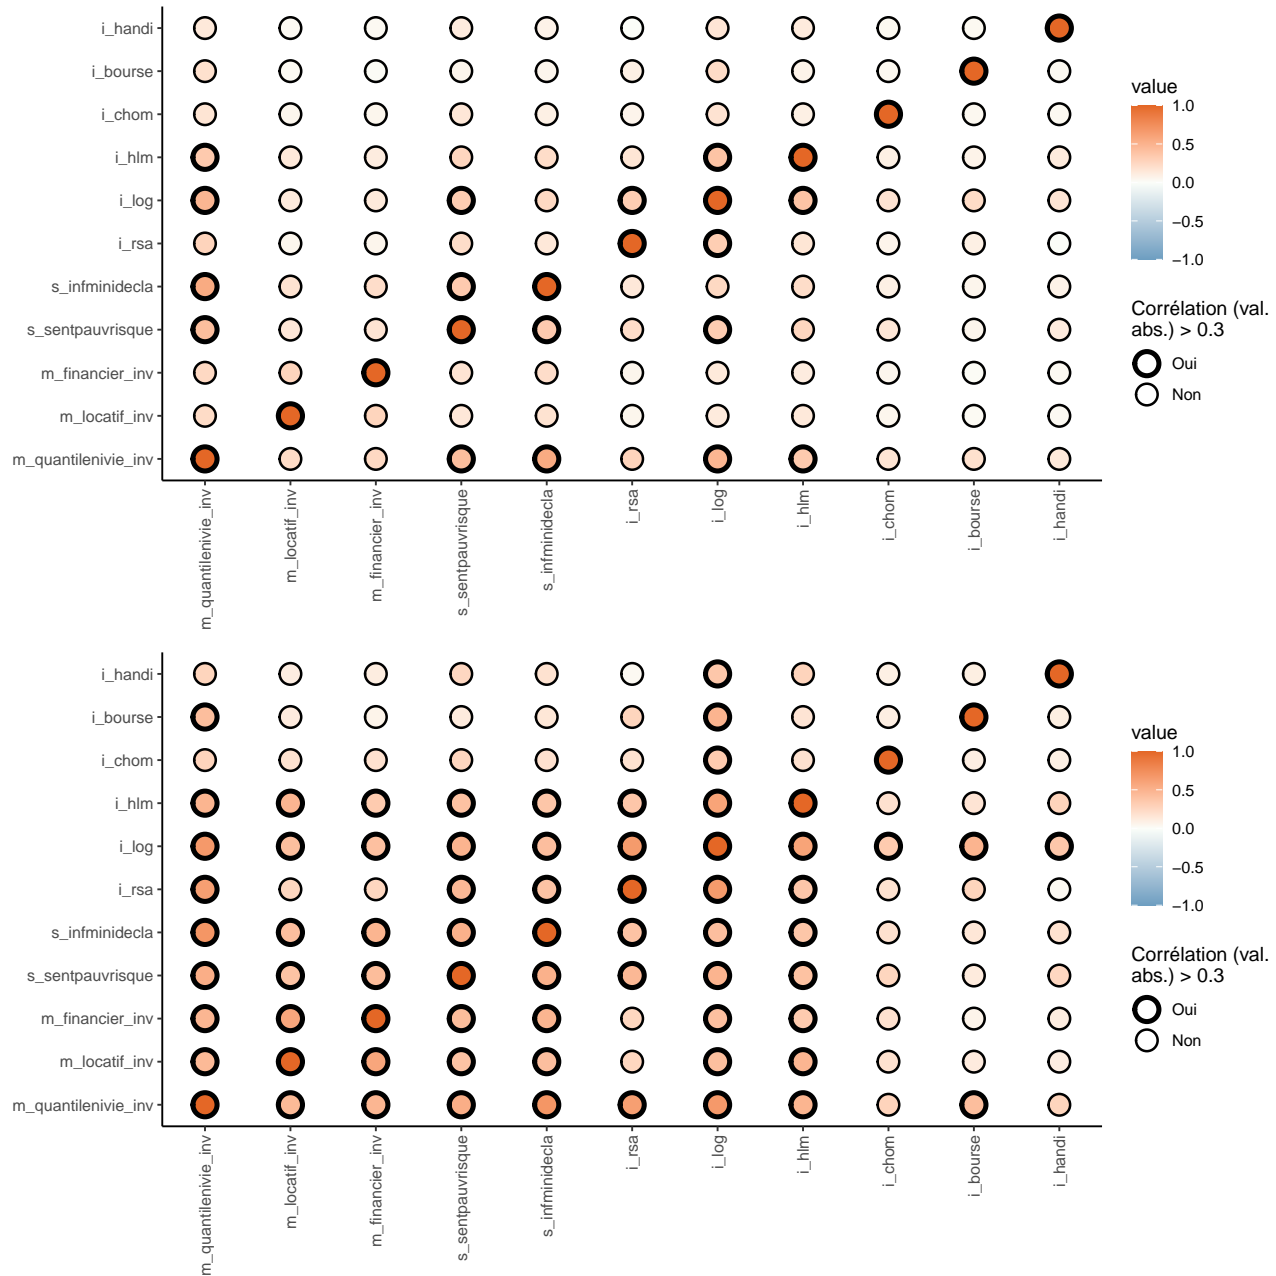 i_handi
i_bourse
i_chom
i_hlm
i_log
i_rsa
s_infminidecla
s_sentpauvrisque
m_financier_inv
m_locatif_inv
m_quantilenivie_inv
m_quantilenivie_inv
m_locatif_inv
m_financier_inv
s_sentpauvrisque
s_infminidecla
i_rsa
i_log
i_hlm
i_chom
i_bourse
i_handi
value
1.0
0.5
0.0
−0.5
−1.0
Corrélation (val.
abs.) > 0.3
Oui
Non
i_handi
i_bourse
i_chom
i_hlm
i_log
i_rsa
s_infminidecla
s_sentpauvrisque
m_financier_inv
m_locatif_inv
m_quantilenivie_inv
m_quantilenivie_inv
m_locatif_inv
m_financier_inv
s_sentpauvrisque
s_infminidecla
i_rsa
i_log
i_hlm
i_chom
i_bourse
i_handi
value
1.0
0.5
0.0
−0.5
−1.0
Corrélation (val.
abs.) > 0.3
Oui
Non